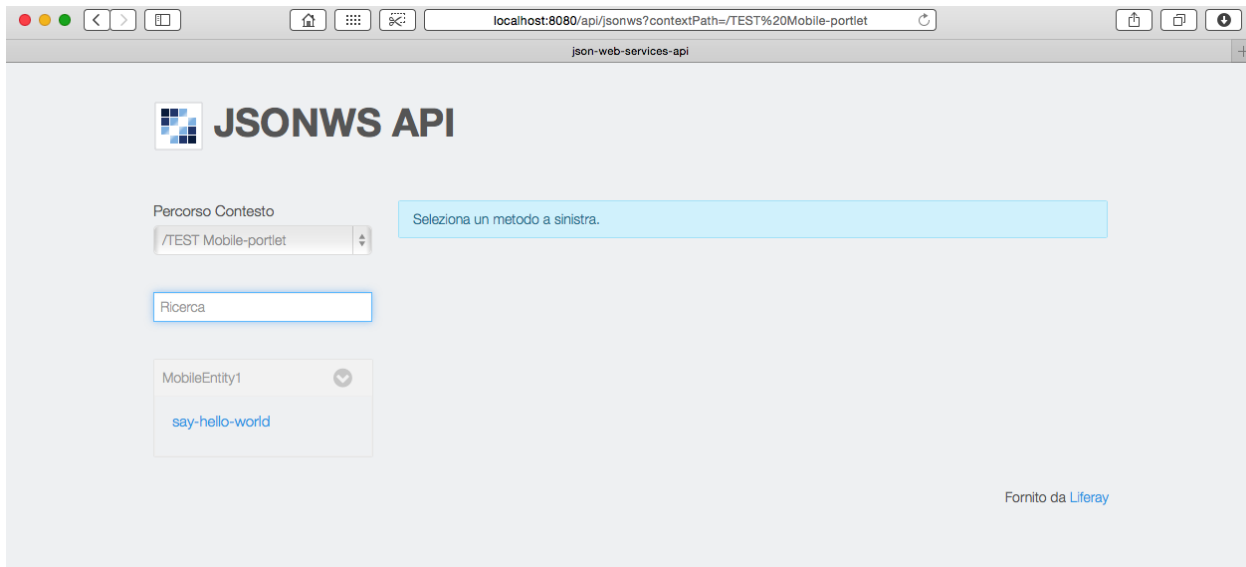 localhost:8080/api/jsonws?contextPath=/TEST%20Mobile-portlet
json-web-services-api
JSONWS API
Percorso Contesto
/TEST Mobile-portlet
Seleziona un metodo a sinistra.
Ricerca
MobileEntity1
say-hello-world
Fornito da Liferay